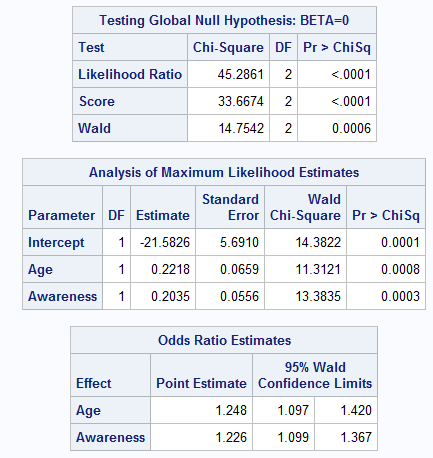 Testing Global Null Hypothesis: BETA=0
Test Chi-Square DF Pr > ChiSq
Likelihood Ratio 45.2861 2 <.0001
Score 33.6674 2 <.0001
Wald 14.7542 2 0.0006
Analysis of Maximum Likelihood Estimates
Parameter DF Estimate Standard Error Wald Chi-Square Pr > ChiSq
Intercept 1 -21.5826 5.6910 14.3822 0.0001
Age 1 0.2218 0.0659 11.3121 0.0008
Awareness 1 0.2035 0.0556 13.3835 0.0003
Odds Ratio Estimates
Effect Point Estimate 95% Wald Confidence Limits
Age 1.248 1.097 1.420
Awareness 1.226 1.099 1.367